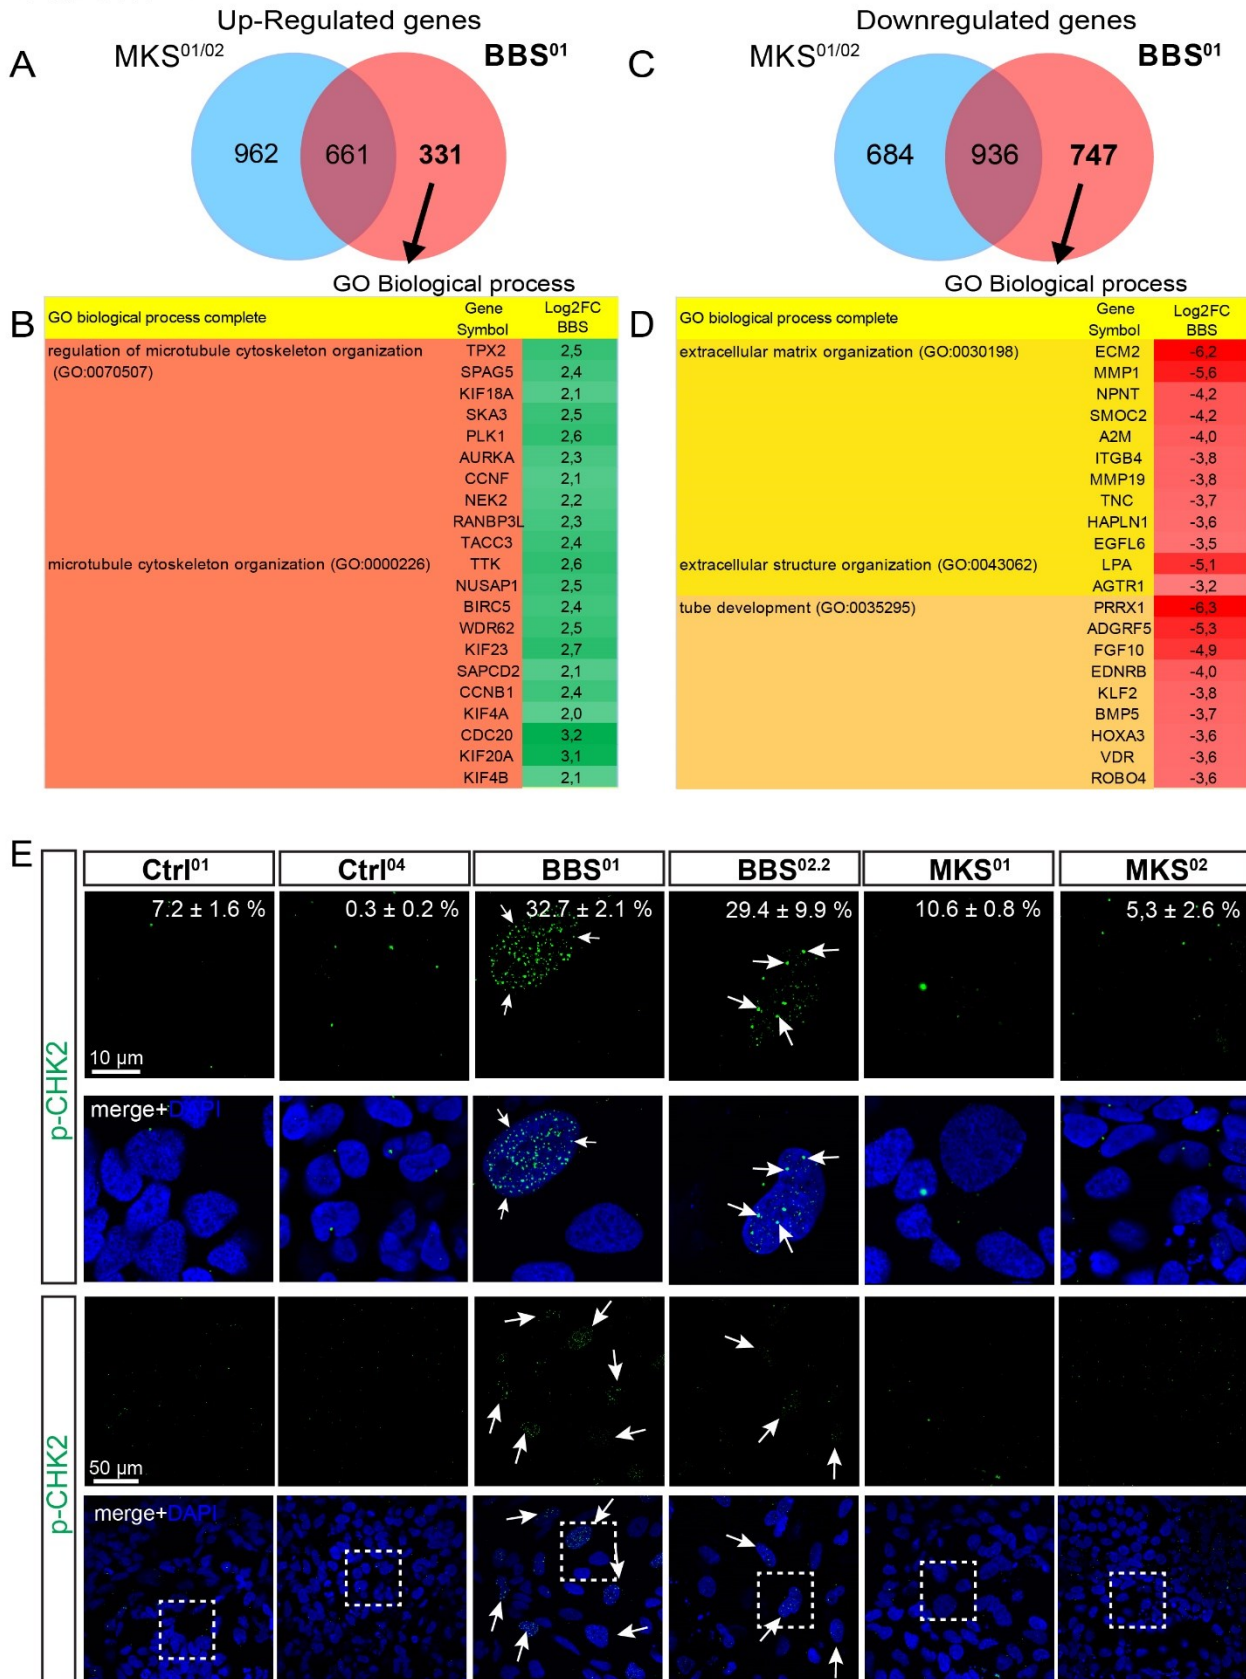 Up-Regulated genes
A
MKS01/02
BBS01
962
661
331
GO Biological process
Downregulated genes
C
MKS01/02
BBS01
684
936
747
GO Biological process
B
GO biological process complete Gene Symbol Log2FC BBS
regulation of microtubule cytoskeleton organization TPX2 2,5
(GO:0070507) SPAG5 2,4
KIF18A 2,1
SKA3 2,5
PLK1 2,6
AURKA 2,3
CCNF 2,1
NEK2 2,2
RANBP3L 2,3
TACC3 2,4
microtubule cytoskeleton organization (GO:0000226) TTK 2,6
NUSAP1 2,5
BIRC5 2,4
WDR62 2,5
KIF23 2,7
SAPCD2 2,1
CCNB1 2,4
KIF4A 2,0
CDC20 3,2
KIF20A 3,1
KIF4B 2,1
D
GO biological process complete Gene Symbol Log2FC BBS
extracellular matrix organization (GO:0030198) ECM2 -6,2
MMP1 -5,6
NPNT -4,2
SMOC2 -4,2
A2M -4,0
ITGB4 -3,8
MMP19 -3,8
TNC -3,7
HAPLN1 -3,6
EGFL6 -3,5
extracellular structure organization (GO:0043062) LPA -5,1
AGTR1 -3,2
tube development (GO:0035295) PRRX1 -6,3
ADGRF5 -5,3
FGF10 -4,9
EDNRB -4,0
KLF2 -3,8
BMP5 -3,7
HOXA3 -3,6
VDR -3,6
ROBO4 -3,6
E
Ctrl01 Ctrl04 BBS01 BBS02.2 MKS01 MKS02
7.2 ± 1.6 % 0.3 ± 0.2 % 32.7 ± 2.1 % 29.4 ± 9.9 % 10.6 ± 0.8 % 5,3 ± 2.6 %
p-CHK2
10 µm
merge+DAPI
p-CHK2
50 µm
merge+DAPI